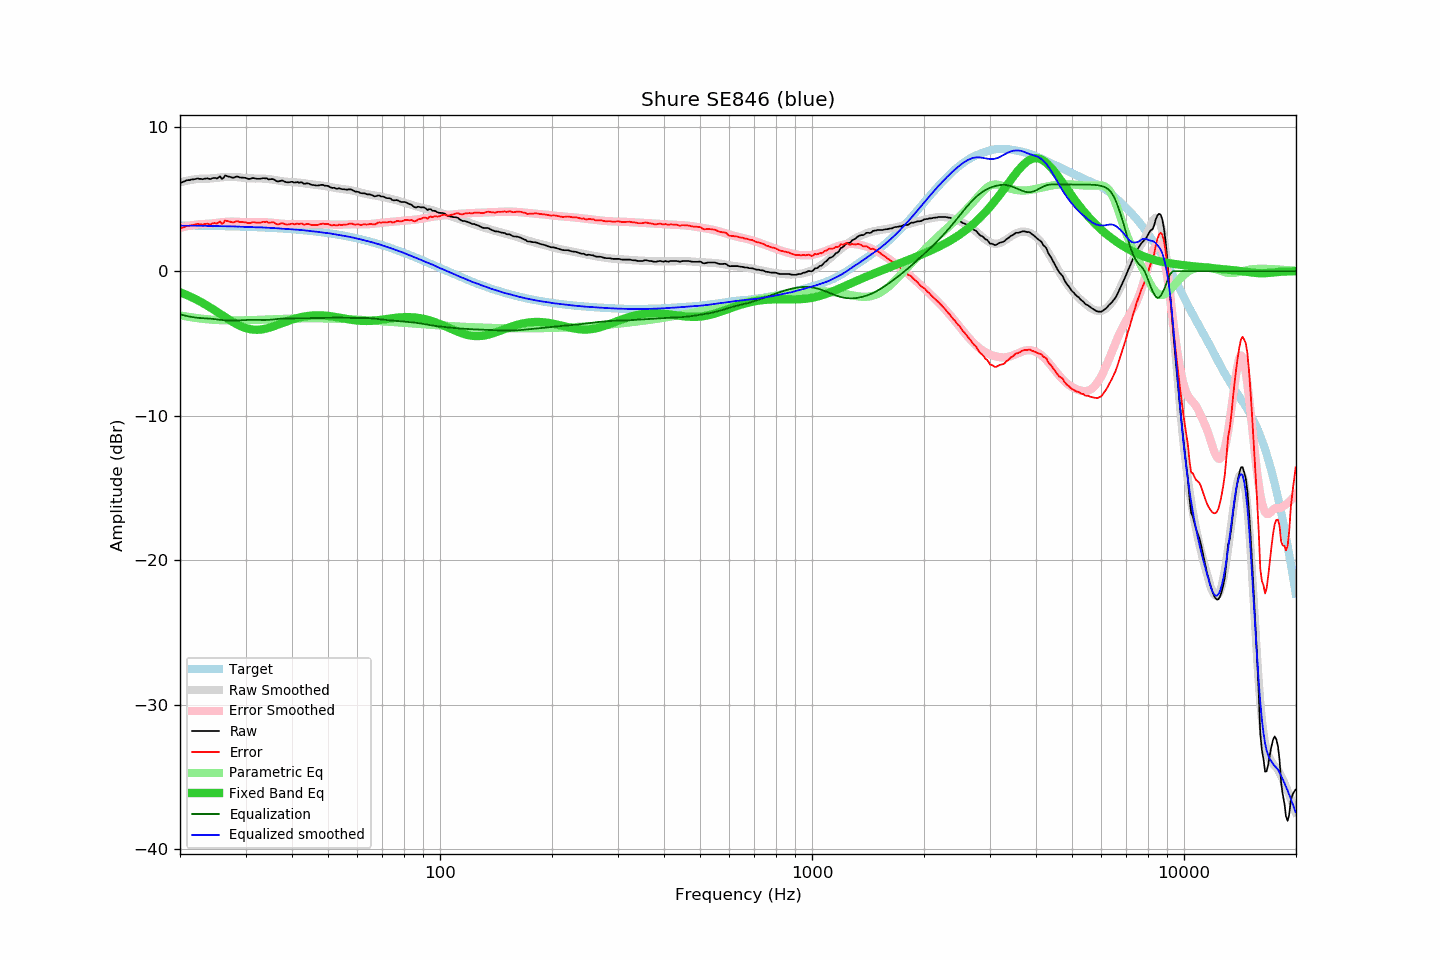 Shure SE846 (blue)
10
0
−10
−20
−30
−40
Amplitude (dBr)
Target
Raw Smoothed
Error Smoothed
Raw
Error
Parametric Eq
Fixed Band Eq
Equalization
Equalized smoothed
100
1000
10000
Frequency (Hz)